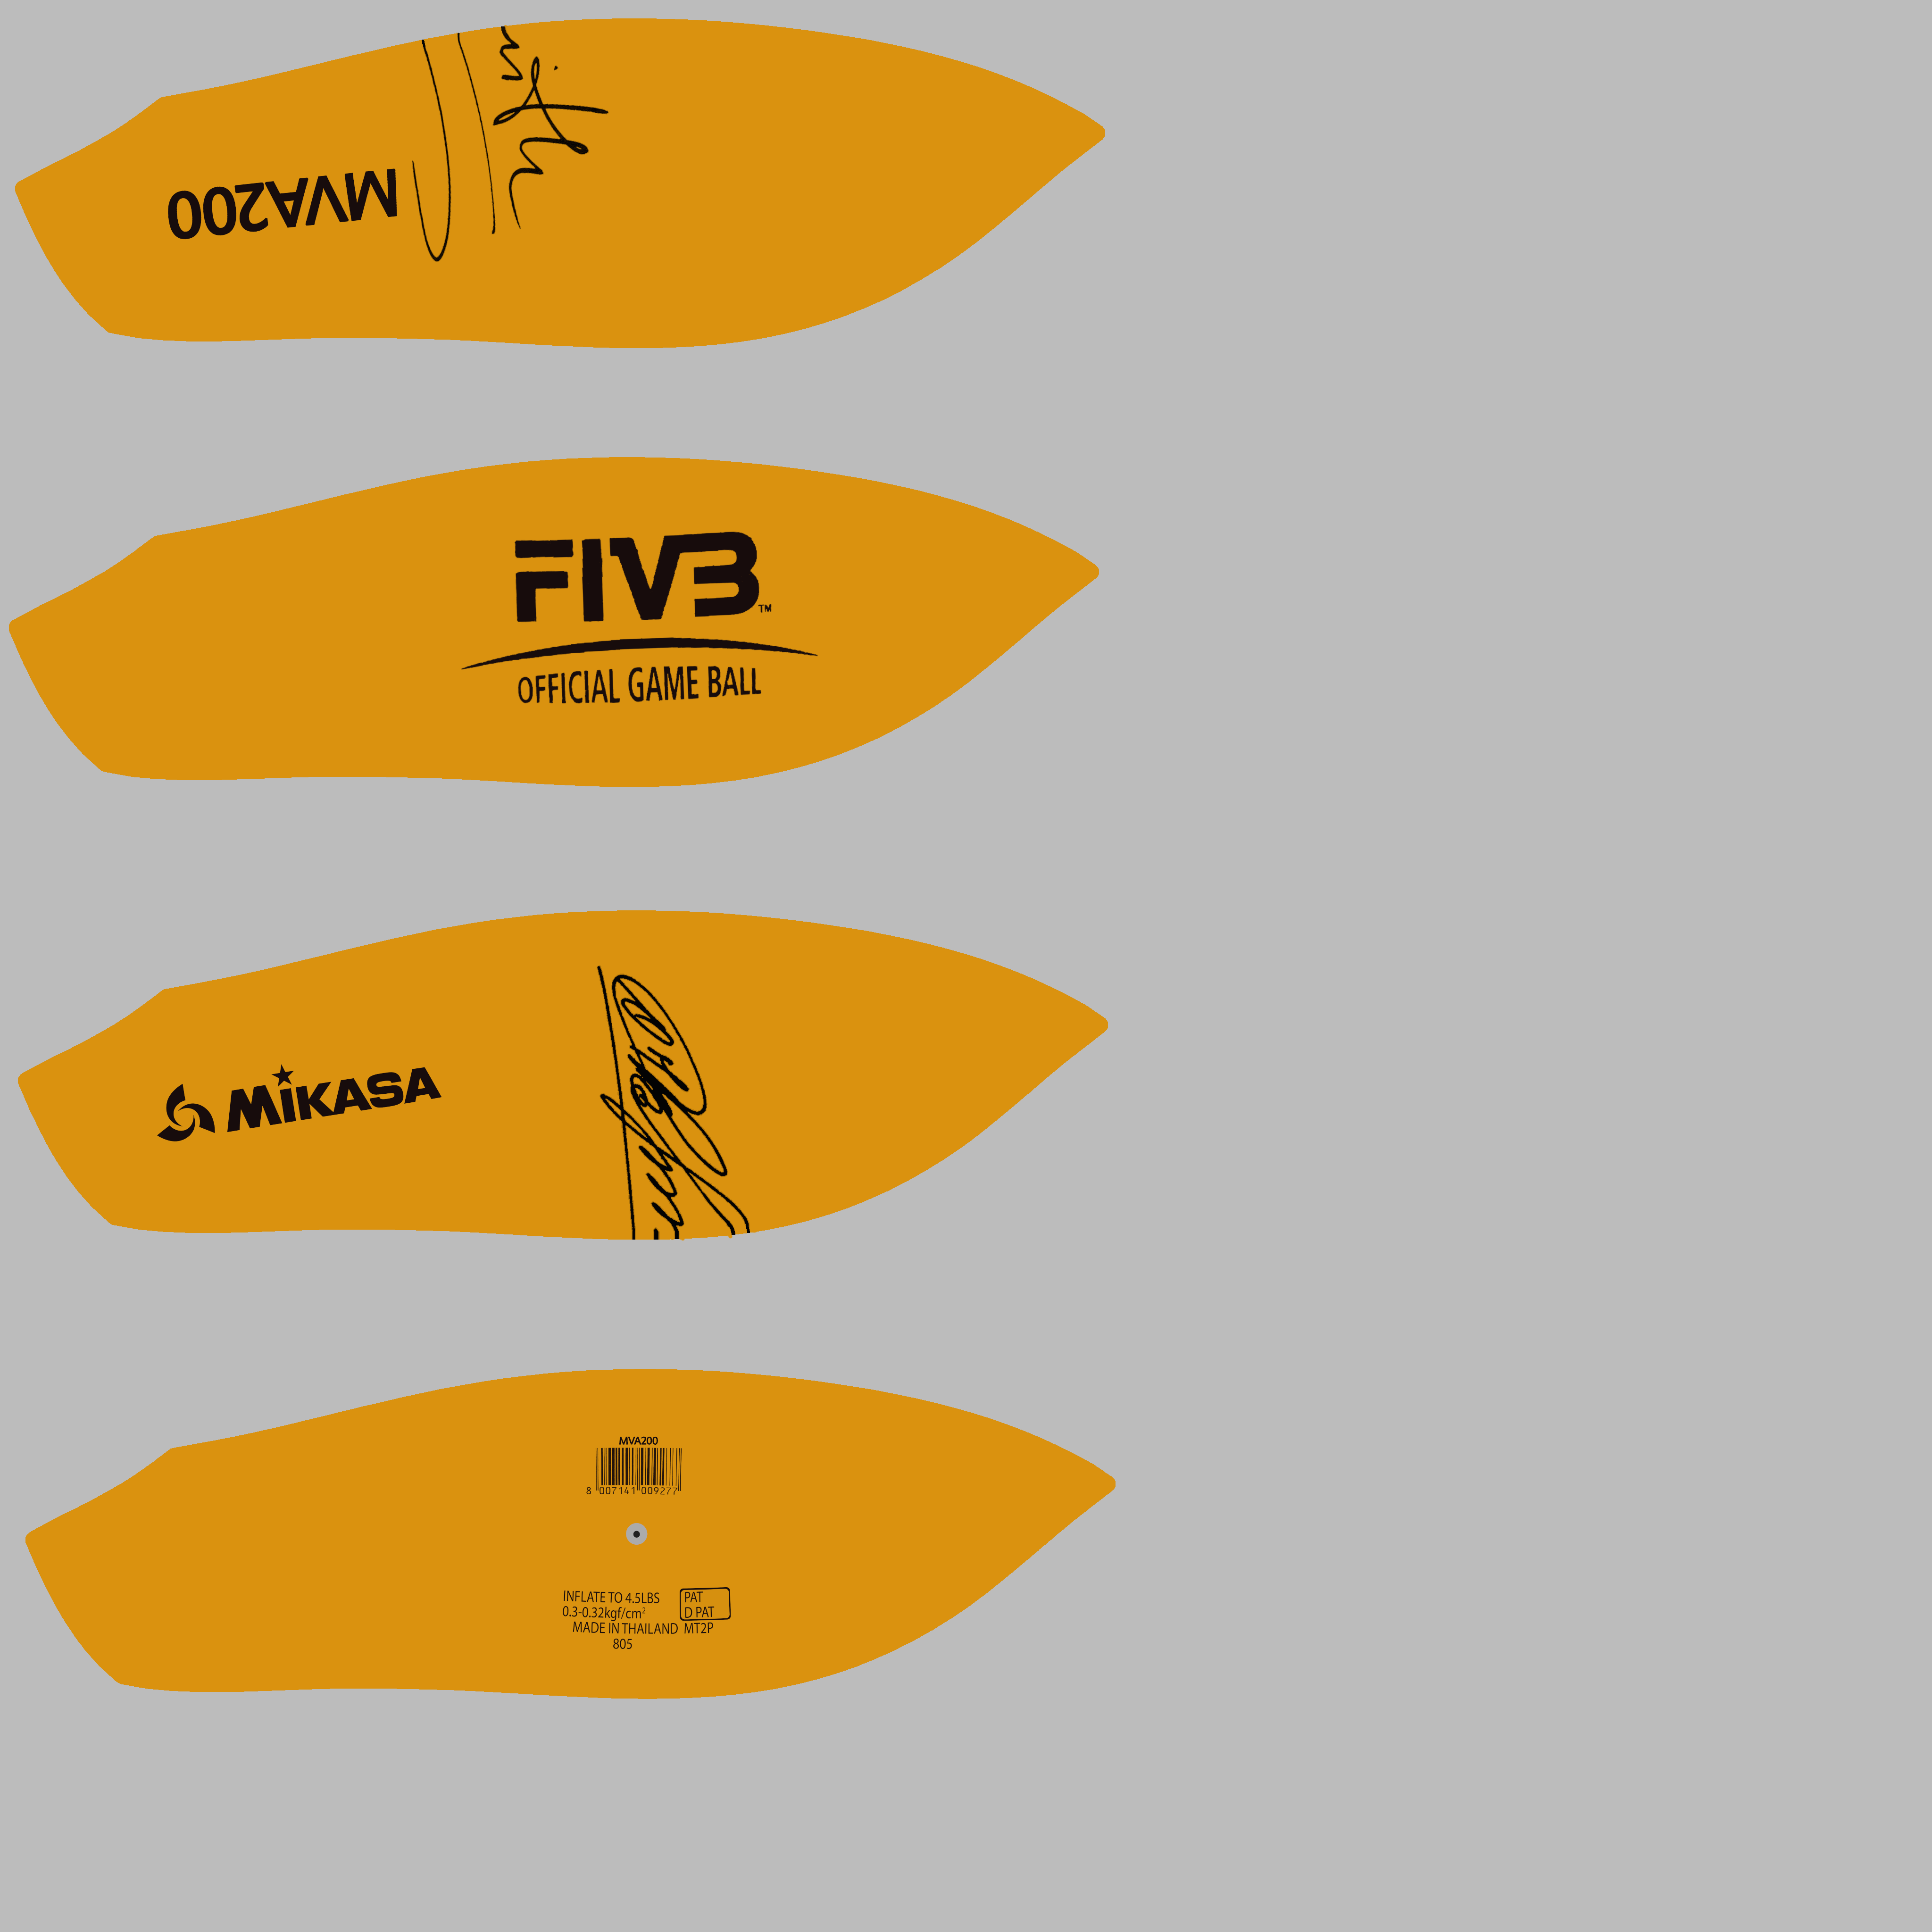 MVA200
FIVB™
OFFICIAL GAME BALL
MiKASA
MVA200
8 007141 009277
INFLATE TO 4.5LBS PAT
0.3-0.32kgf/cm² D PAT
MADE IN THAILAND MT2P
805